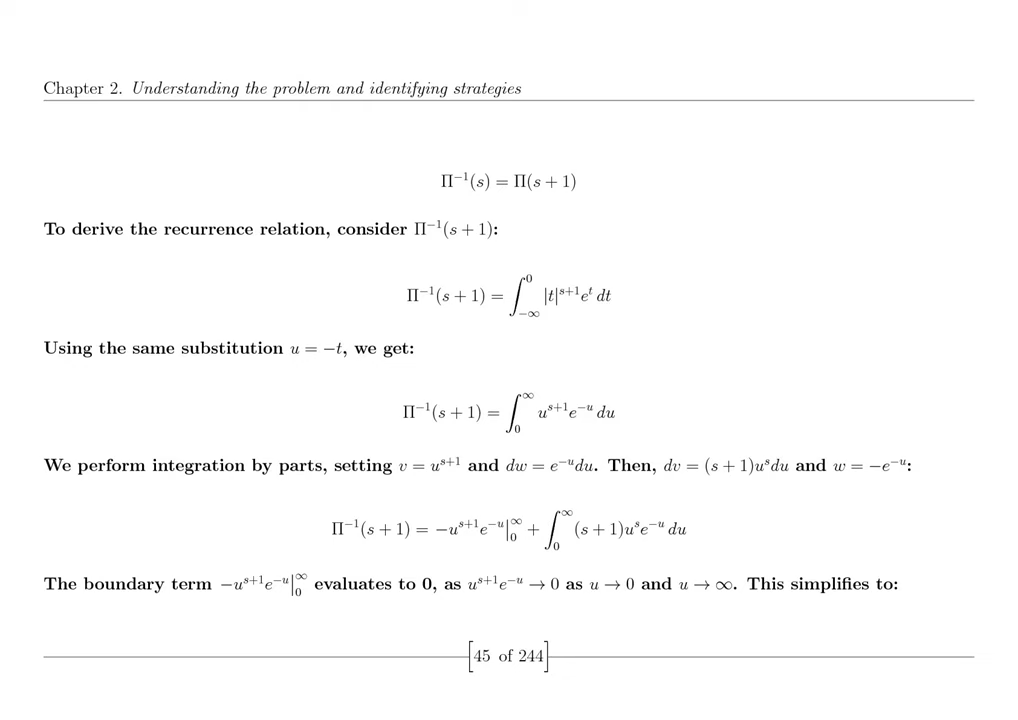 Chapter 2. Understanding the problem and identifying strategies
Π⁻¹(s) = Π(s + 1)
To derive the recurrence relation, consider Π⁻¹(s + 1):
Π⁻¹(s + 1) = ∫_{−∞}^{0} |t|^{s+1} e^t dt
Using the same substitution u = −t, we get:
Π⁻¹(s + 1) = ∫_{0}^{∞} u^{s+1} e^{−u} du
We perform integration by parts, setting v = u^{s+1} and dw = e^{−u}du. Then, dv = (s + 1)u^s du and w = −e^{−u}:
Π⁻¹(s + 1) = −u^{s+1} e^{−u}|_{0}^{∞} + ∫_{0}^{∞} (s + 1)u^s e^{−u} du
The boundary term −u^{s+1} e^{−u}|_{0}^{∞} evaluates to 0, as u^{s+1} e^{−u} → 0 as u → 0 and u → ∞. This simplifies to:
[45 of 244]